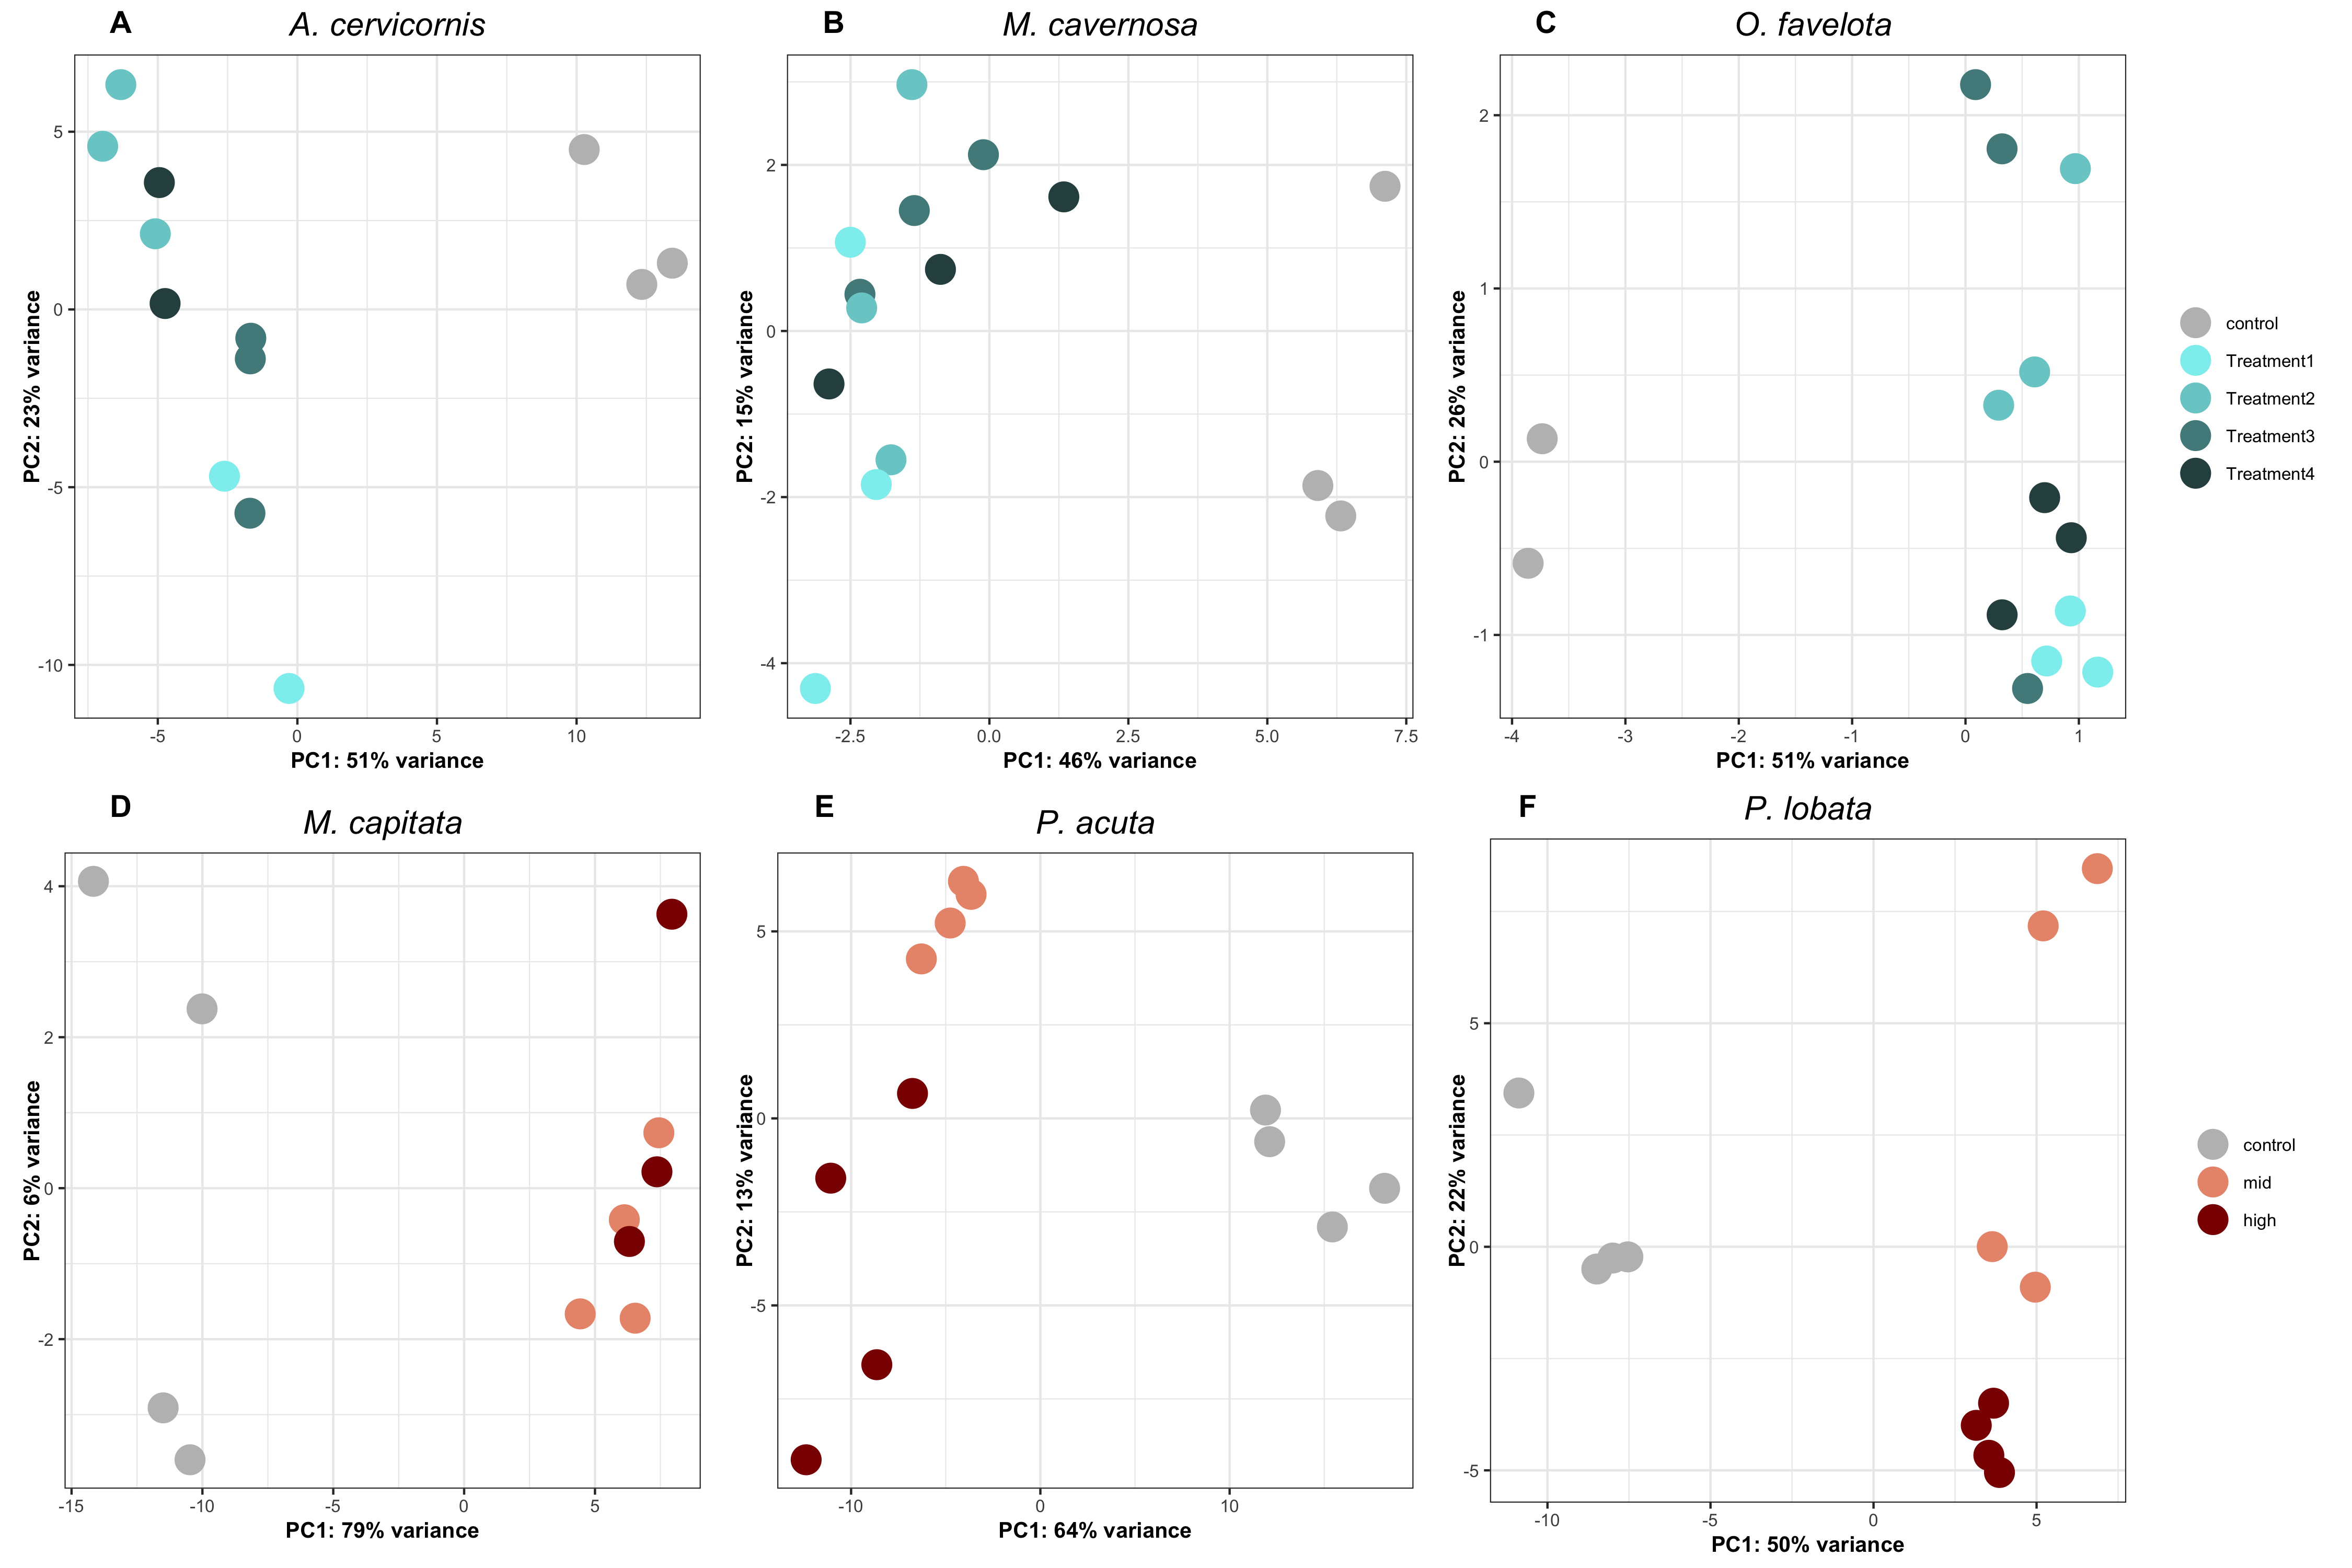 A
A. cervicornis
5
0
-5
-10
PC2: 23% variance
-5
0
5
10
PC1: 51% variance
B
M. cavernosa
2
0
-2
-4
PC2: 15% variance
-2.5
0.0
2.5
5.0
7.5
PC1: 46% variance
C
O. favelota
2
1
0
-1
PC2: 26% variance
-4
-3
-2
-1
0
1
PC1: 51% variance
control
Treatment1
Treatment2
Treatment3
Treatment4
D
M. capitata
4
2
0
-2
PC2: 6% variance
-15
-10
-5
0
5
PC1: 79% variance
E
P. acuta
5
0
-5
PC2: 13% variance
-10
0
10
PC1: 64% variance
F
P. lobata
5
0
-5
PC2: 22% variance
-10
-5
0
5
PC1: 50% variance
control
mid
high